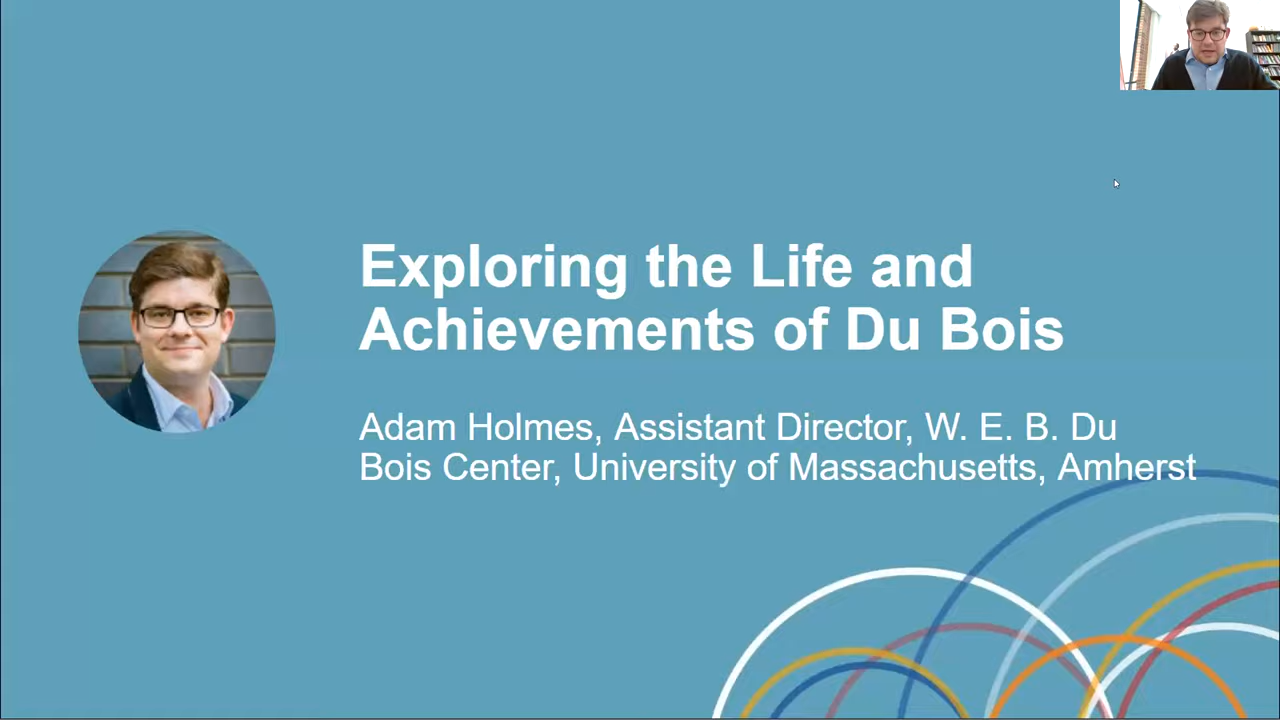 Exploring the Life and
Achievements of Du Bois
Adam Holmes, Assistant Director, W. E. B. Du
Bois Center, University of Massachusetts, Amherst